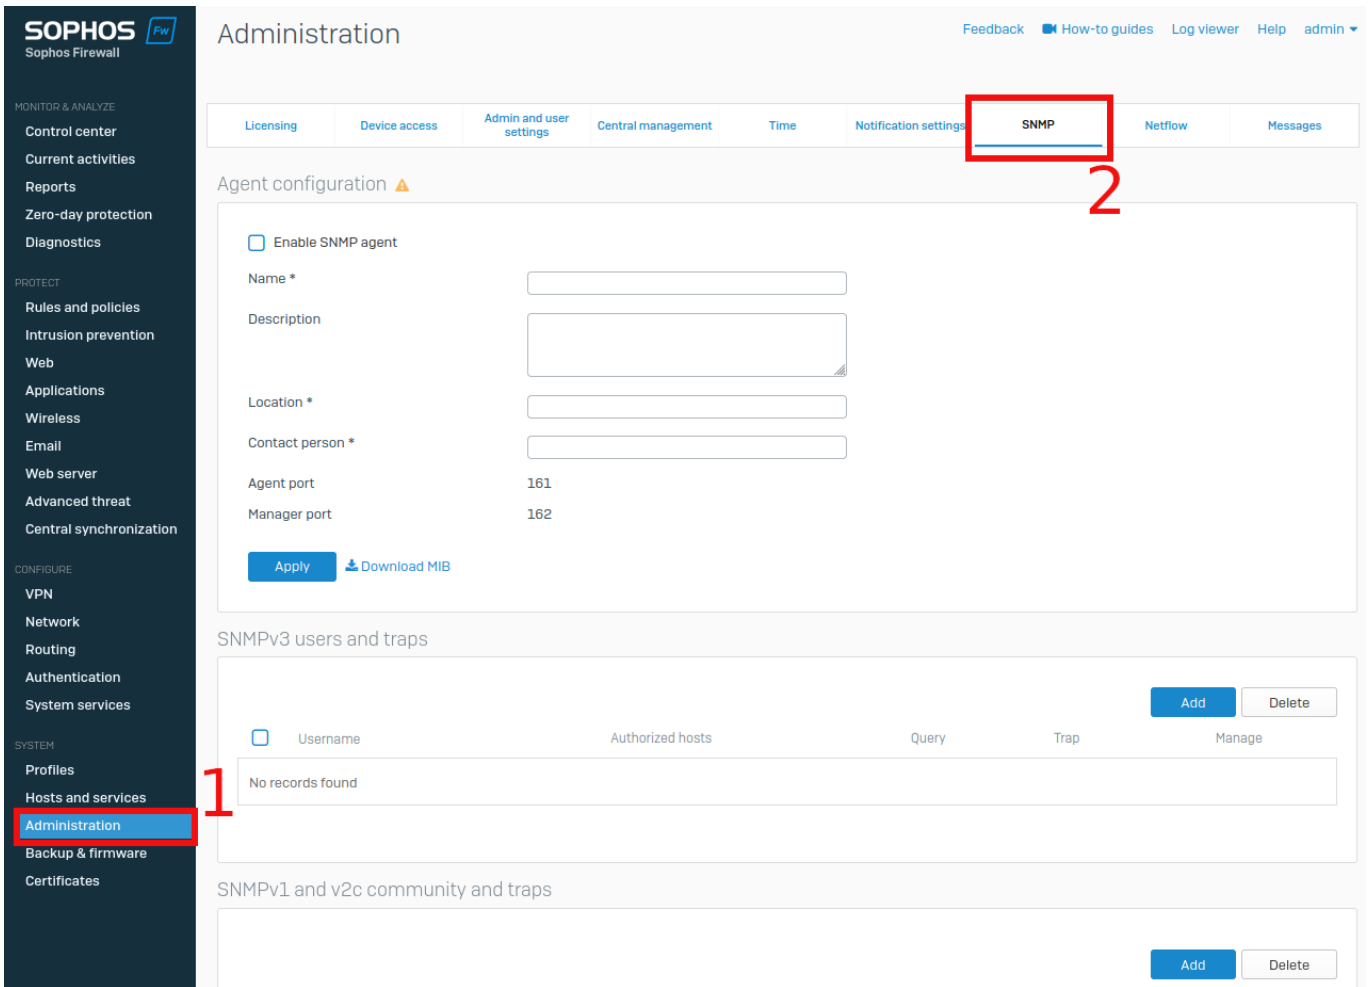 SOPHOS Fw
Sophos Firewall
MONITOR & ANALYZE
Control center
Current activities
Reports
Zero-day protection
Diagnostics
PROTECT
Rules and policies
Intrusion prevention
Web
Applications
Wireless
Email
Web server
Advanced threat
Central synchronization
CONFIGURE
VPN
Network
Routing
Authentication
System services
SYSTEM
Profiles
Hosts and services
Administration
1
Backup & firmware
Certificates
Administration
Feedback How-to guides Log viewer Help admin
Licensing Device access Admin and user settings Central management Time Notification settings SNMP Netflow Messages
2
Agent configuration
Enable SNMP agent
Name *
Description
Location *
Contact person *
Agent port 161
Manager port 162
Apply Download MIB
SNMPv3 users and traps
Add Delete
Username Authorized hosts Query Trap Manage
No records found
SNMPv1 and v2c community and traps
Add Delete